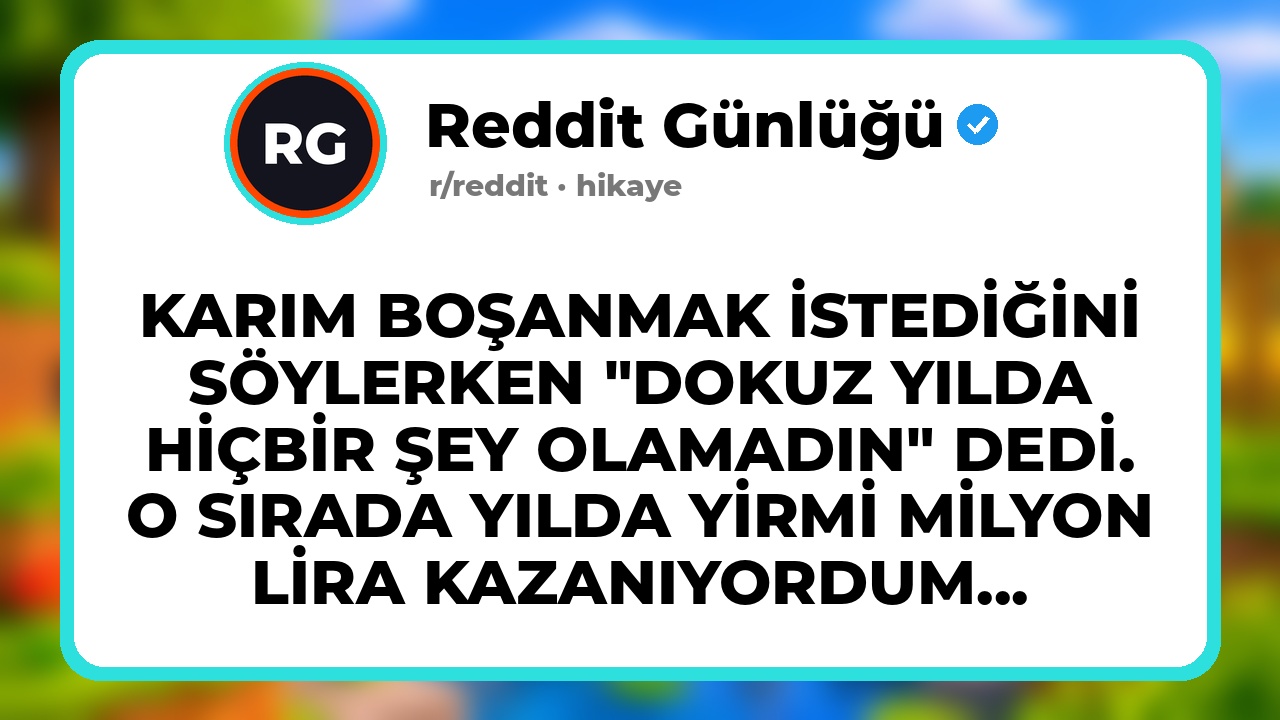 RG
Reddit Günlüğü
r/reddit • hikaye
KARIM BOŞANMAK İSTEDİĞİNİ
SÖYLERKEN "DOKUZ YILDA
HİÇBİR ŞEY OLAMADIN" DEDİ.
O SIRADA YILDA YİRMİ MİLYON
LİRA KAZANIYORDUM...